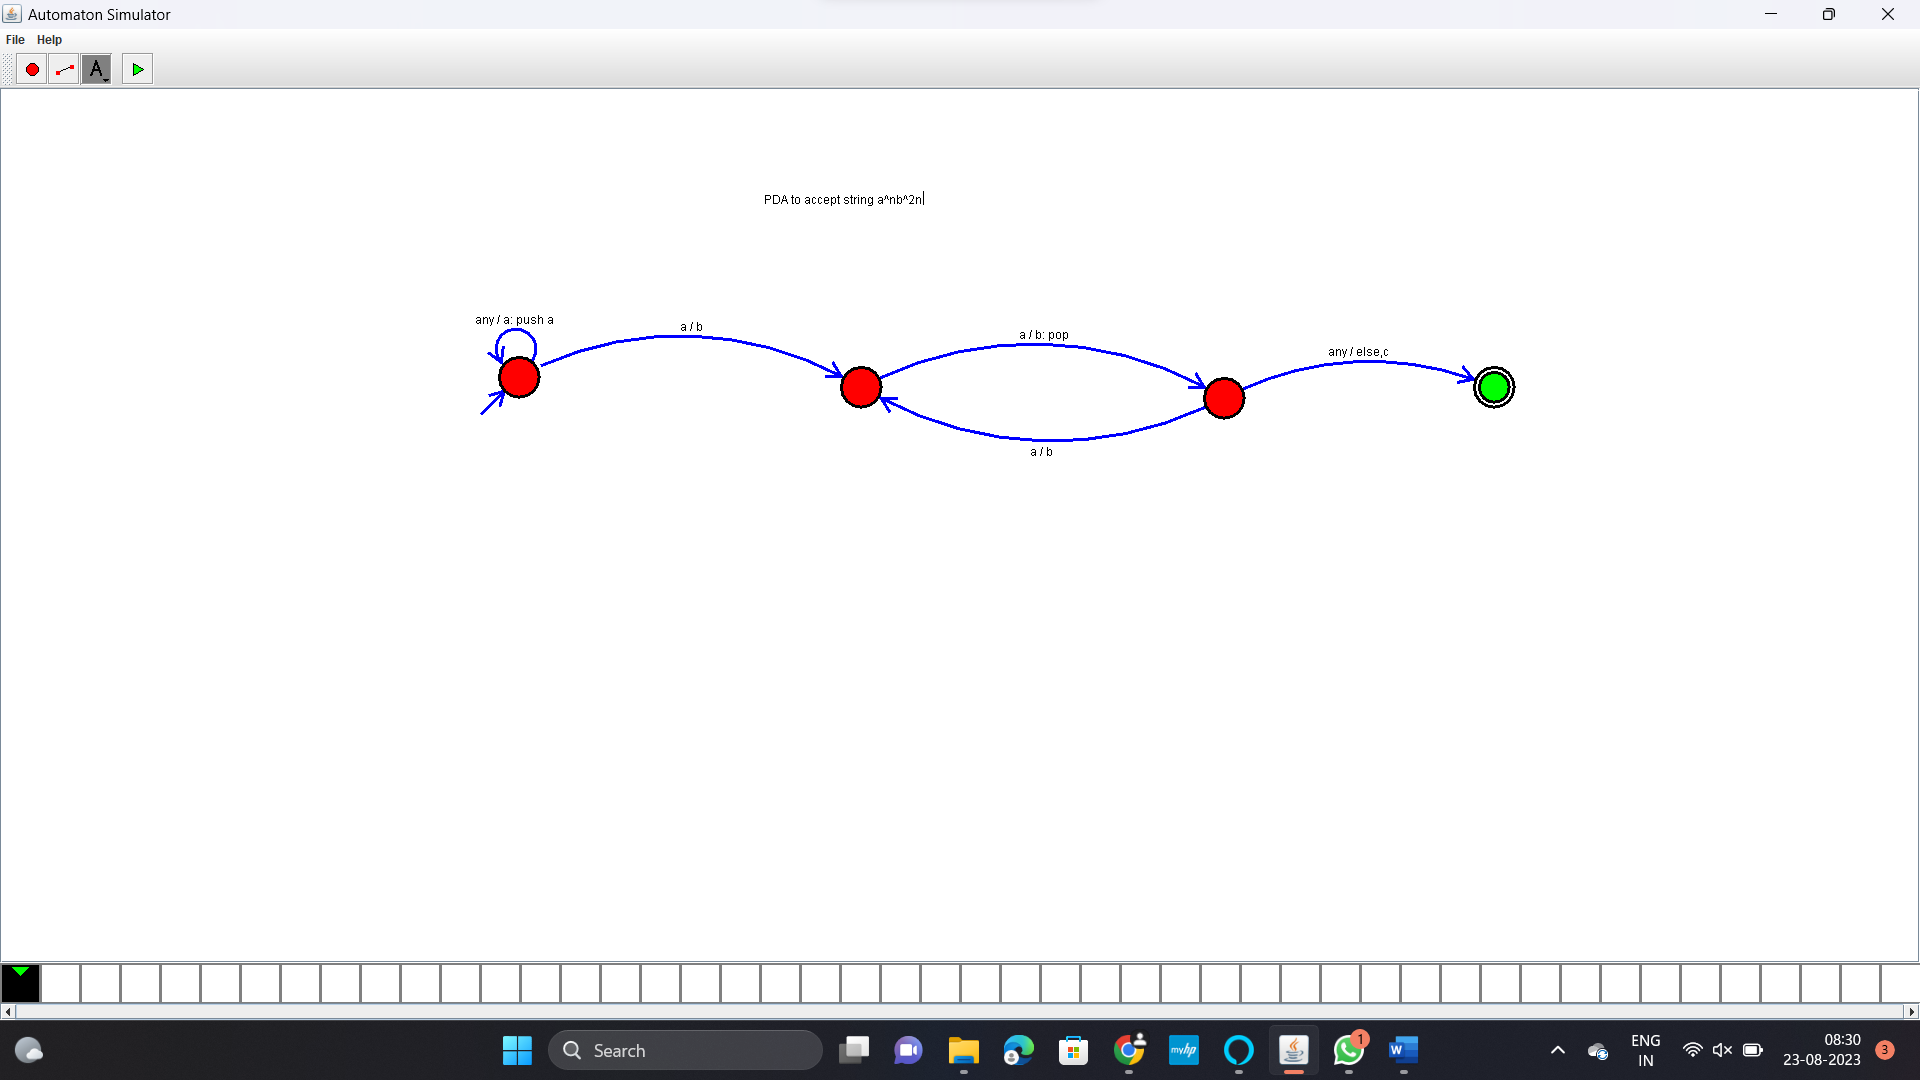 Automaton Simulator
File Help
A
PDA to accept string a^nb^2n
any / a: push a
a / b
a / b: pop
any / else,c
a / b
Search
myhp
1
W
ENG
IN
08:30
23-08-2023
3